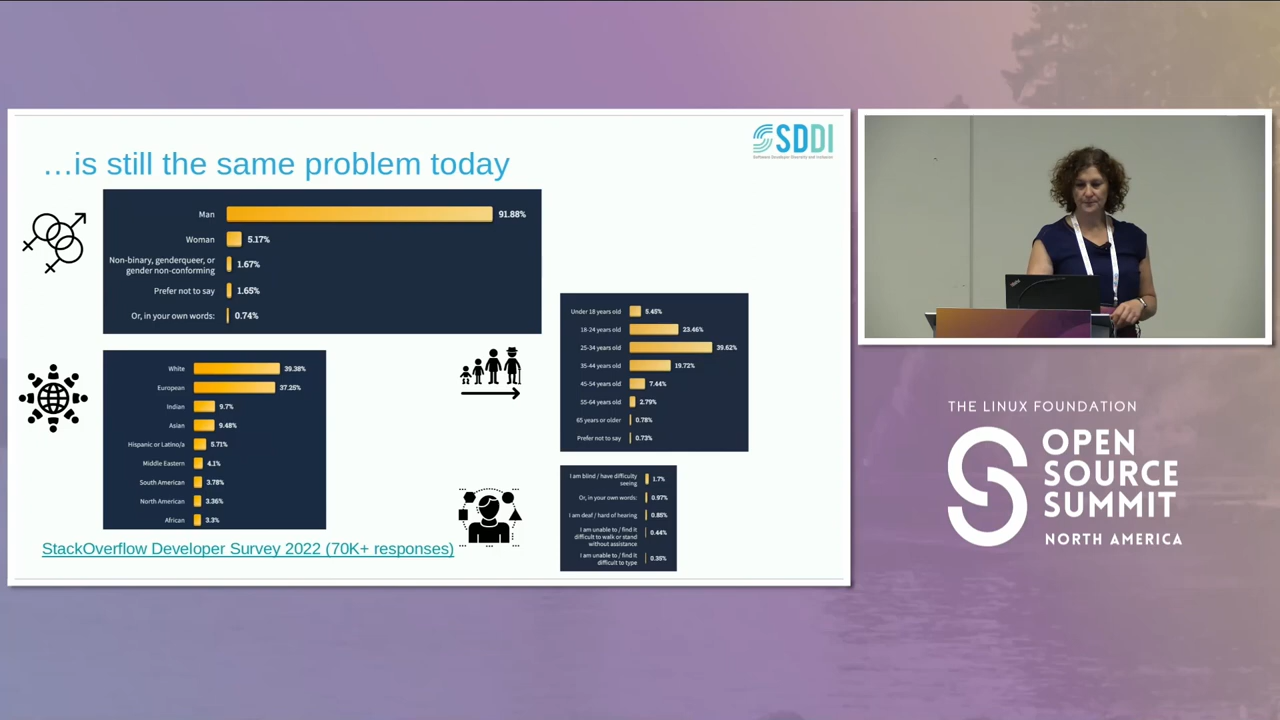 SDDI
Software Developer Diversity and Inclusion
...is still the same problem today
Man 91.88%
Woman 5.17%
Non-binary, genderqueer, or
gender non-conforming 1.67%
Prefer not to say 1.65%
Or, in your own words: 0.74%
White 39.38%
European 37.25%
Indian 9.7%
Asian 9.48%
Hispanic or Latino/a 5.71%
Middle Eastern 4.1%
South American 3.78%
North American 3.36%
African 3.3%
Under 18 years old 5.45%
18-24 years old 23.46%
25-34 years old 39.62%
35-44 years old 19.72%
45-54 years old 7.44%
55-64 years old 2.79%
65 years or older 0.78%
Prefer not to say 0.73%
I am blind / have difficulty
seeing 1.7%
Or, in your own words: 0.97%
I am deaf / hard of hearing 0.85%
I am unable to / find it
difficult to walk or stand
without assistance 0.44%
I am unable to / find it
difficult to type 0.35%
StackOverflow Developer Survey 2022 (70K+ responses)
THE LINUX FOUNDATION
OPEN
SOURCE
SUMMIT
NORTH AMERICA